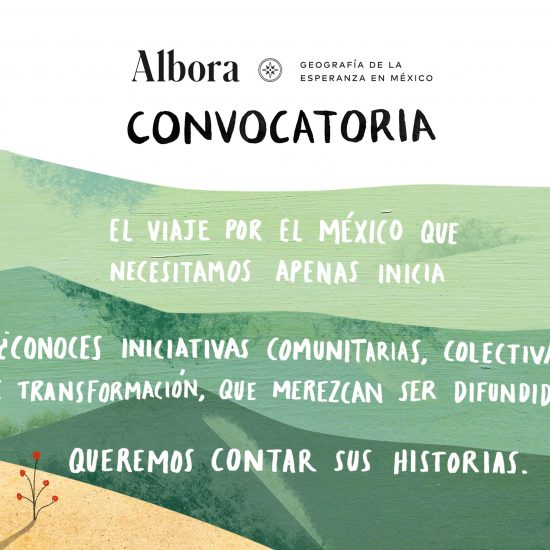 Albora
GEOGRAFÍA DE LA
ESPERANZA EN MÉXICO
CONVOCATORIA
EL VIAJE POR EL MÉXICO QUE
NECESITAMOS APENAS INICIA
¿CONOCES INICIATIVAS COMUNITARIAS, COLECTIVA
TRANSFORMACIÓN, QUE MEREZCAN SER DIFUNDID
QUEREMOS CONTAR SUS HISTORIAS.